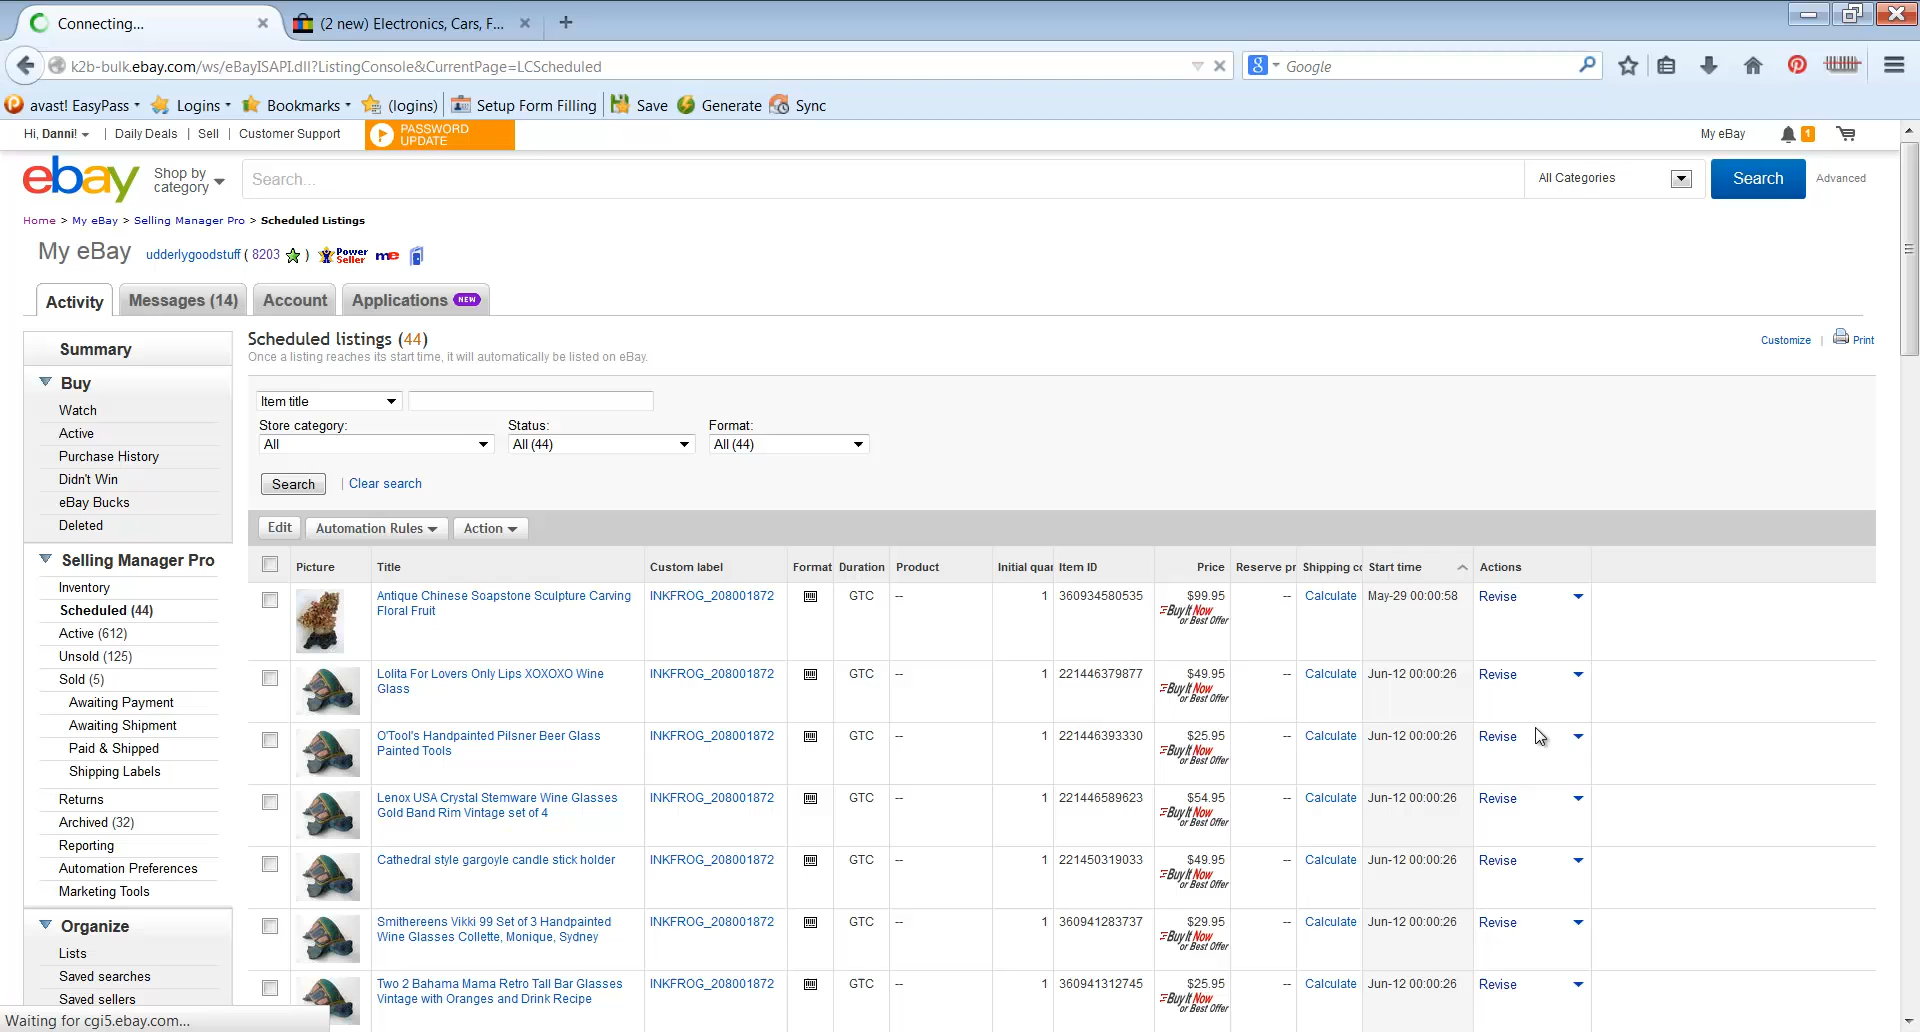 Connecting...
(2 new) Electronics, Cars, F...
k2b-bulk.ebay.com/ws/eBayISAPI.dll?ListingConsole&CurrentPage=LCScheduled
Google
avast! EasyPass
Logins
Bookmarks
(logins)
Setup Form Filling
Save
Generate
Sync
Hi, Danni!
Daily Deals
Sell
Customer Support
PASSWORD
UPDATE
My eBay
1
ebay
Shop by
category
Search...
All Categories
Search
Advanced
Home > My eBay > Selling Manager Pro > Scheduled Listings
My eBay
udderlygoodstuff ( 8203 )
Power
Seller
me
Activity
Messages (14)
Account
Applications NEW
Summary
Buy
Watch
Active
Purchase History
Didn't Win
eBay Bucks
Deleted
Selling Manager Pro
Inventory
Scheduled (44)
Active (612)
Unsold (125)
Sold (5)
Awaiting Payment
Awaiting Shipment
Paid & Shipped
Shipping Labels
Returns
Archived (32)
Reporting
Automation Preferences
Marketing Tools
Organize
Lists
Saved searches
Saved sellers
Waiting for cgi5.ebay.com...
Scheduled listings (44)
Once a listing reaches its start time, it will automatically be listed on eBay.
Customize | Print
Item title
Store category:
Status:
Format:
All
All (44)
All (44)
Search | Clear search
Edit
Automation Rules
Action
Picture Title Custom label Format Duration Product Initial quar Item ID Price Reserve pr Shipping co Start time Actions
Antique Chinese Soapstone Sculpture Carving INKFROG_208001872 GTC -- 1 360934580535 $99.95 -- Calculate May-29 00:00:58 Revise
Floral Fruit Buy It Now
or Best Offer
Lolita For Lovers Only Lips XOXOXO Wine INKFROG_208001872 GTC -- 1 221446379877 $49.95 -- Calculate Jun-12 00:00:26 Revise
Glass Buy It Now
or Best Offer
O'Tool's Handpainted Pilsner Beer Glass INKFROG_208001872 GTC -- 1 221446393330 $25.95 -- Calculate Jun-12 00:00:26 Revise
Painted Tools Buy It Now
or Best Offer
Lenox USA Crystal Stemware Wine Glasses INKFROG_208001872 GTC -- 1 221446589623 $54.95 -- Calculate Jun-12 00:00:26 Revise
Gold Band Rim Vintage set of 4 Buy It Now
or Best Offer
Cathedral style gargoyle candle stick holder INKFROG_208001872 GTC -- 1 221450319033 $49.95 -- Calculate Jun-12 00:00:26 Revise
Buy It Now
or Best Offer
Smithereens Vikki 99 Set of 3 Handpainted INKFROG_208001872 GTC -- 1 360941283737 $29.95 -- Calculate Jun-12 00:00:26 Revise
Wine Glasses Collette, Monique, Sydney Buy It Now
or Best Offer
Two 2 Bahama Mama Retro Tall Bar Glasses INKFROG_208001872 GTC -- 1 360941312745 $25.95 -- Calculate Jun-12 00:00:26 Revise
Vintage with Oranges and Drink Recipe Buy It Now
or Best Offer